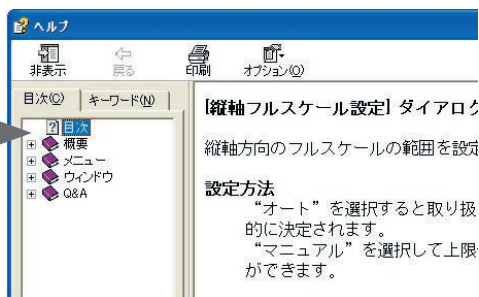 ヘルプ
非表示 戻る 印刷 オプション(O)
目次(C) キーワード(N)
目次
概要
メニュー
ウィンドウ
Q&A
[縦軸フルスケール設定] ダイアログ
縦軸方向のフルスケールの範囲を設定
設定方法
“オート” を選択すると取り扱
的に決定されます。
“マニュアル” を選択して上限
ができます。